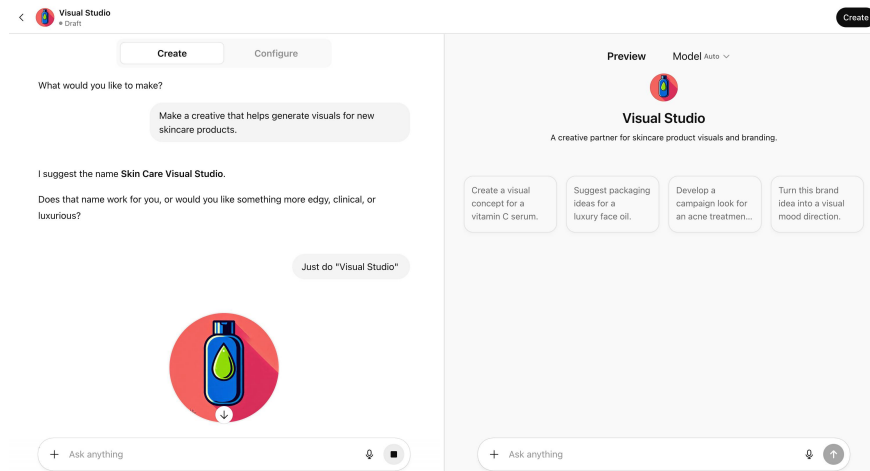 Visual Studio
Draft
Create
Create
Configure
What would you like to make?
Make a creative that helps generate visuals for new
skincare products.
I suggest the name Skin Care Visual Studio.
Does that name work for you, or would you like something more edgy, clinical, or
luxurious?
Just do "Visual Studio"
Ask anything
Preview
Model Auto
Visual Studio
A creative partner for skincare product visuals and branding.
Create a visual
concept for a
vitamin C serum.
Suggest packaging
ideas for a
luxury face oil.
Develop a
campaign look for
an acne treatmen...
Turn this brand
idea into a visual
mood direction.
Ask anything